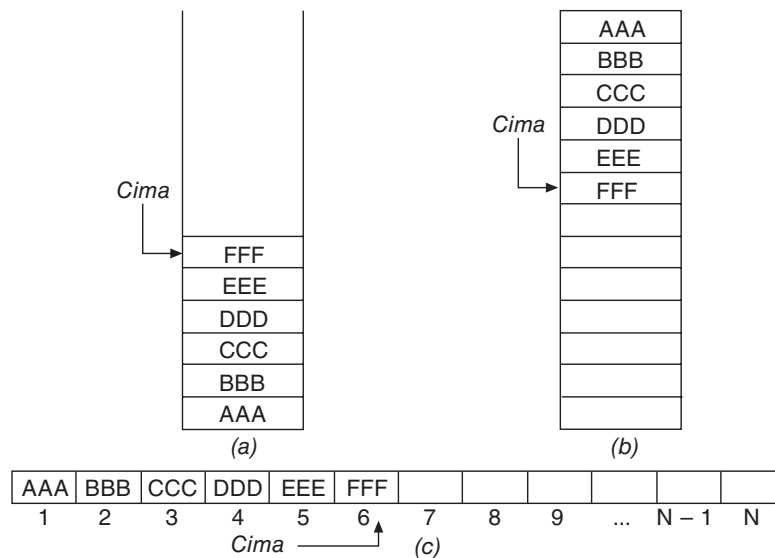 Cima
FFF
EEE
DDD
CCC
BBB
AAA
(a)
AAA
BBB
CCC
DDD
EEE
FFF
Cima
(b)
AAA BBB CCC DDD EEE FFF
1 2 3 4 5 6 7 8 9 ... N – 1 N
Cima
(c)